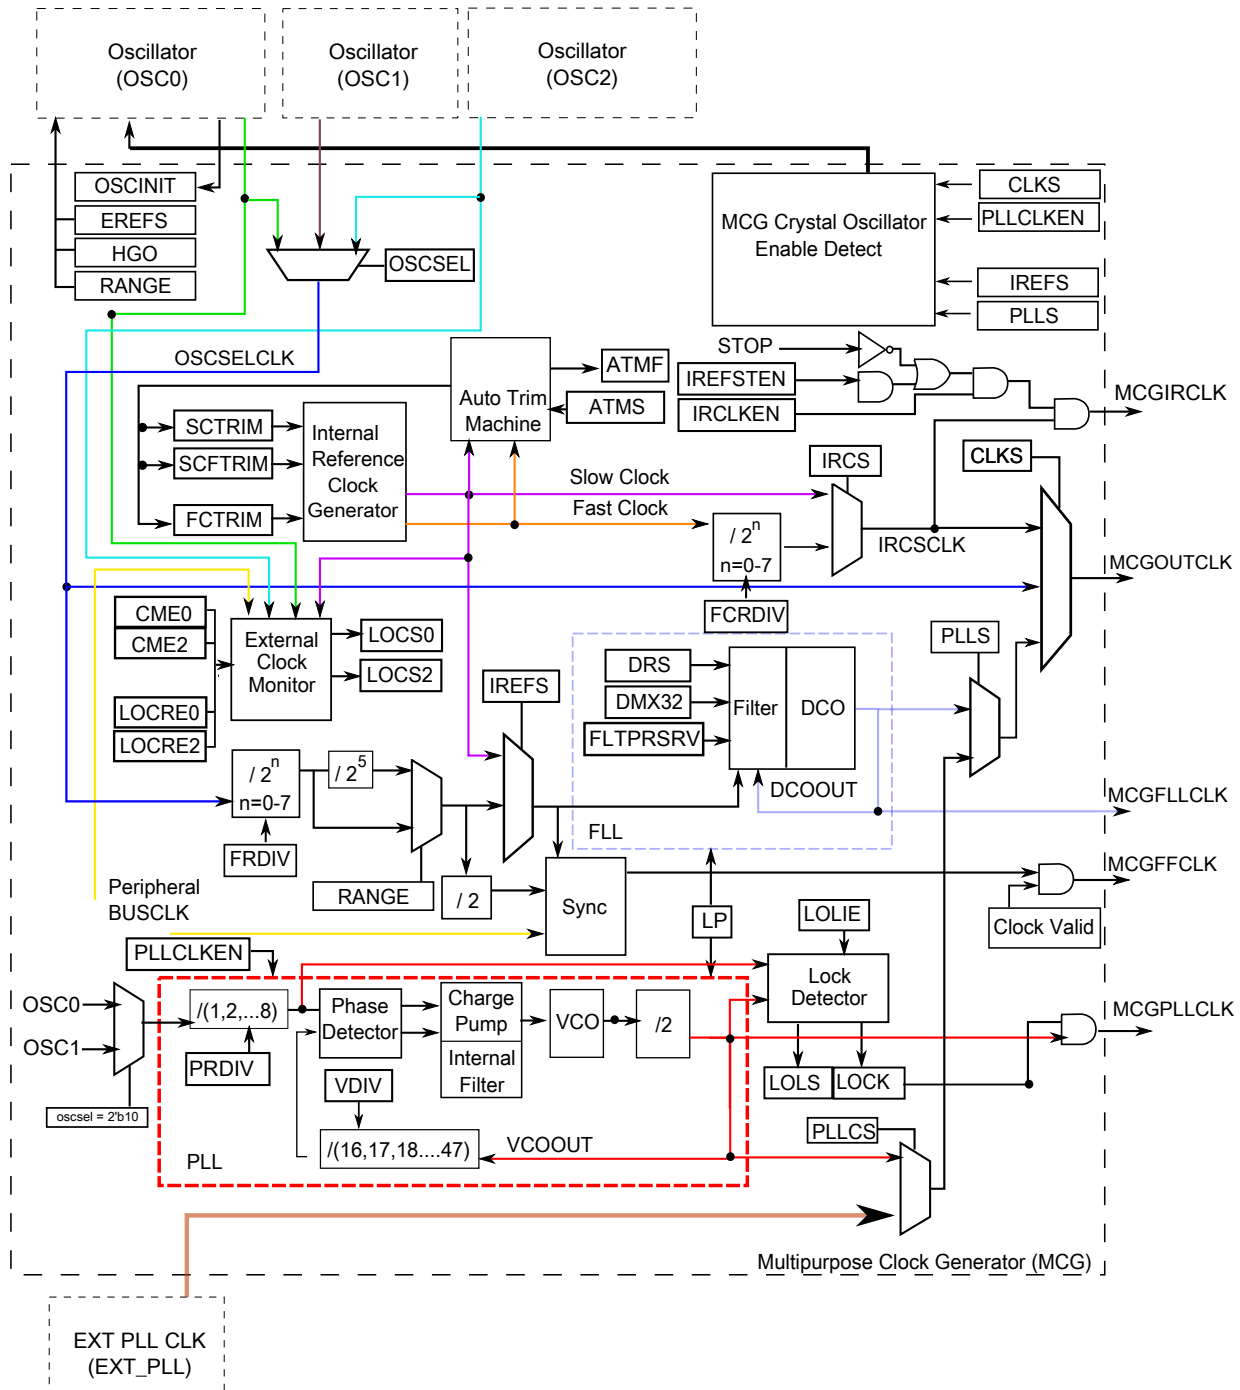 Oscillator
(OSC0)
Oscillator
(OSC1)
Oscillator
(OSC2)
OSCINIT
EREFS
HGO
RANGE
OSCSEL
MCG Crystal Oscillator
Enable Detect
CLKS
PLLCLKEN
IREFS
PLLS
OSCSELCLK
STOP
IREFSTEN
IRCLKEN
MCGIRCLK
Auto Trim
Machine
ATMF
ATMS
SCTRIM
SCFTRIM
FCTRIM
Internal
Reference
Clock
Generator
Slow Clock
Fast Clock
IRCS
CLKS
/ 2^n
n=0-7
IRCSCLK
FCRDIV
MCGOUTCLK
CME0
CME2
LOCRE0
LOCRE2
External
Clock
Monitor
LOCS0
LOCS2
IREFS
DRS
DMX32
FLTPRSRV
Filter
DCO
PLLS
DCOOUT
FLL
MCGFLLCLK
/ 2^n
n=0-7
/ 2^5
FRDIV
RANGE
/ 2
Sync
MCGFFCLK
Clock Valid
Peripheral
BUSCLK
LP
LOLIE
PLLCLKEN
OSC0
OSC1
oscsel = 2'b10
/(1,2,...8)
PRDIV
Phase
Detector
Charge
Pump
Internal
Filter
VCO
/2
Lock
Detector
LOLS
LOCK
MCGPLLCLK
VDIV
/(16,17,18....47)
VCOOUT
PLL
PLLCS
Multipurpose Clock Generator (MCG)
EXT PLL CLK
(EXT_PLL)